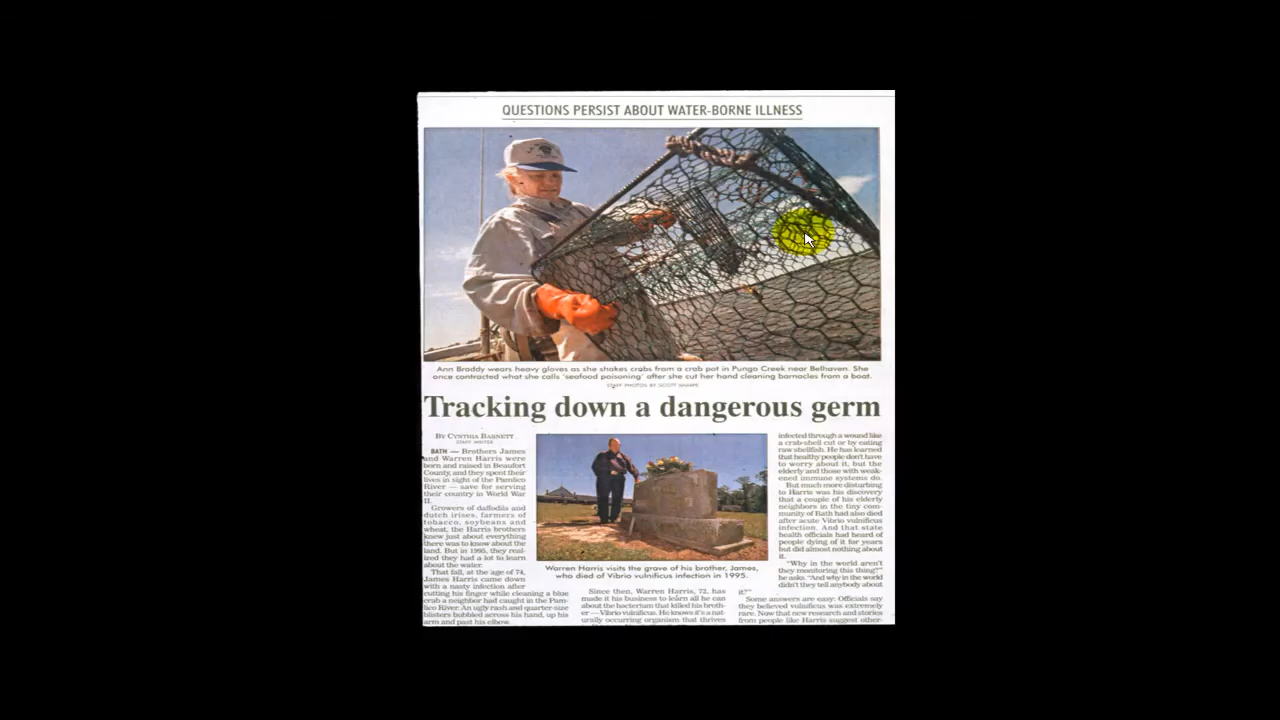 QUESTIONS PERSIST ABOUT WATER-BORNE ILLNESS
Ann Braddy wears heavy gloves as she shakes crabs from a crab pot in Pungo Creek near Belhaven. She
once contracted what she calls 'seafood poisoning' after she cut her hand cleaning barnacles from a boat.
STAFF PHOTOS BY SCOTT SHARPE
Tracking down a dangerous germ
BY CYNTHIA BARNETT
STAFF WRITER
BATH — Brothers James
and Warren Harris were
born and raised in Beaufort
County, and they spent their
lives in sight of the Pamlico
River — save for serving
their country in World War
II.
Growers of daffodils and
dutch irises, farmers of
tobacco, soybeans and
wheat, the Harris brothers
knew just about everything
there was to know about the
land. But in 1995, they real-
ized they had a lot to learn
about the water.
That fall, at the age of 74,
James Harris came down
with a nasty infection after
cutting his finger while cleaning a blue
crab a neighbor had caught in the Pam-
lico River. An ugly rash and quarter-size
blisters bubbled across his hand, up his
arm and past his elbow.
Warren Harris visits the grave of his brother, James,
who died of Vibrio vulnificus infection in 1995.
Since then, Warren Harris, 72, has
made it his business to learn all he can
about the bacterium that killed his broth-
er — Vibrio vulnificus. He knows it's a nat-
urally occurring organism that thrives
infected through a wound like
a crab-shell cut or by eating
raw shellfish. He has learned
that healthy people don't have
to worry about it, but the
elderly and those with weak-
ened immune systems do.
But much more disturbing
to Harris was his discovery
that a couple of his elderly
neighbors in the tiny com-
munity of Bath had also died
after acute Vibrio vulnificus
infection. And that state
health officials had heard of
people dying of it for years
but did almost nothing about
it.
"Why in the world aren't
they monitoring this thing?"
he asks. "And why in the world
didn't they tell anybody about
it?"
Some answers are easy: Officials say
they believed vulnificus was extremely
rare. Now that new research and stories
from people like Harris suggest other-